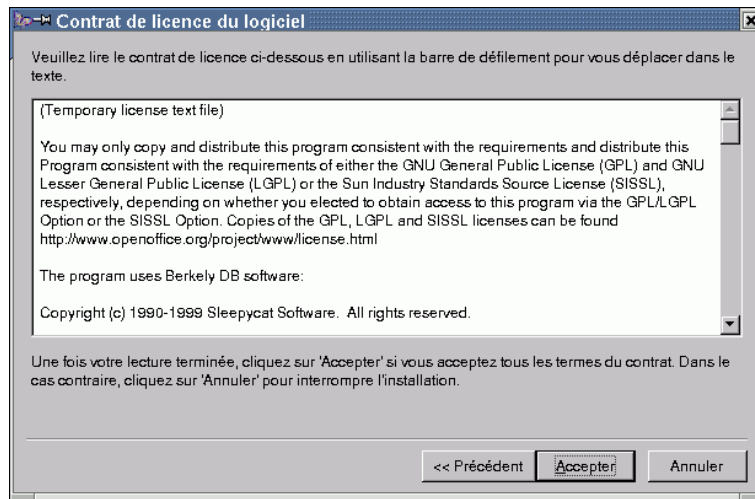 Contrat de licence du logiciel
Veuillez lire le contrat de licence ci-dessous en utilisant la barre de défilement pour vous déplacer dans le
texte.
(Temporary license text file)
You may only copy and distribute this program consistent with the requirements and distribute this
Program consistent with the requirements of either the GNU General Public License (GPL) and GNU
Lesser General Public License (LGPL) or the Sun Industry Standards Source License (SISSL),
respectively, depending on whether you elected to obtain access to this program via the GPL/LGPL
Option or the SISSL Option. Copies of the GPL, LGPL and SISSL licenses can be found
http://www.openoffice.org/project/www/license.html
The program uses Berkely DB software:
Copyright (c) 1990-1999 Sleepycat Software. All rights reserved.
Une fois votre lecture terminée, cliquez sur 'Accepter' si vous acceptez tous les termes du contrat. Dans le
cas contraire, cliquez sur 'Annuler' pour interrompre l'installation.
<< Précédent Accepter Annuler